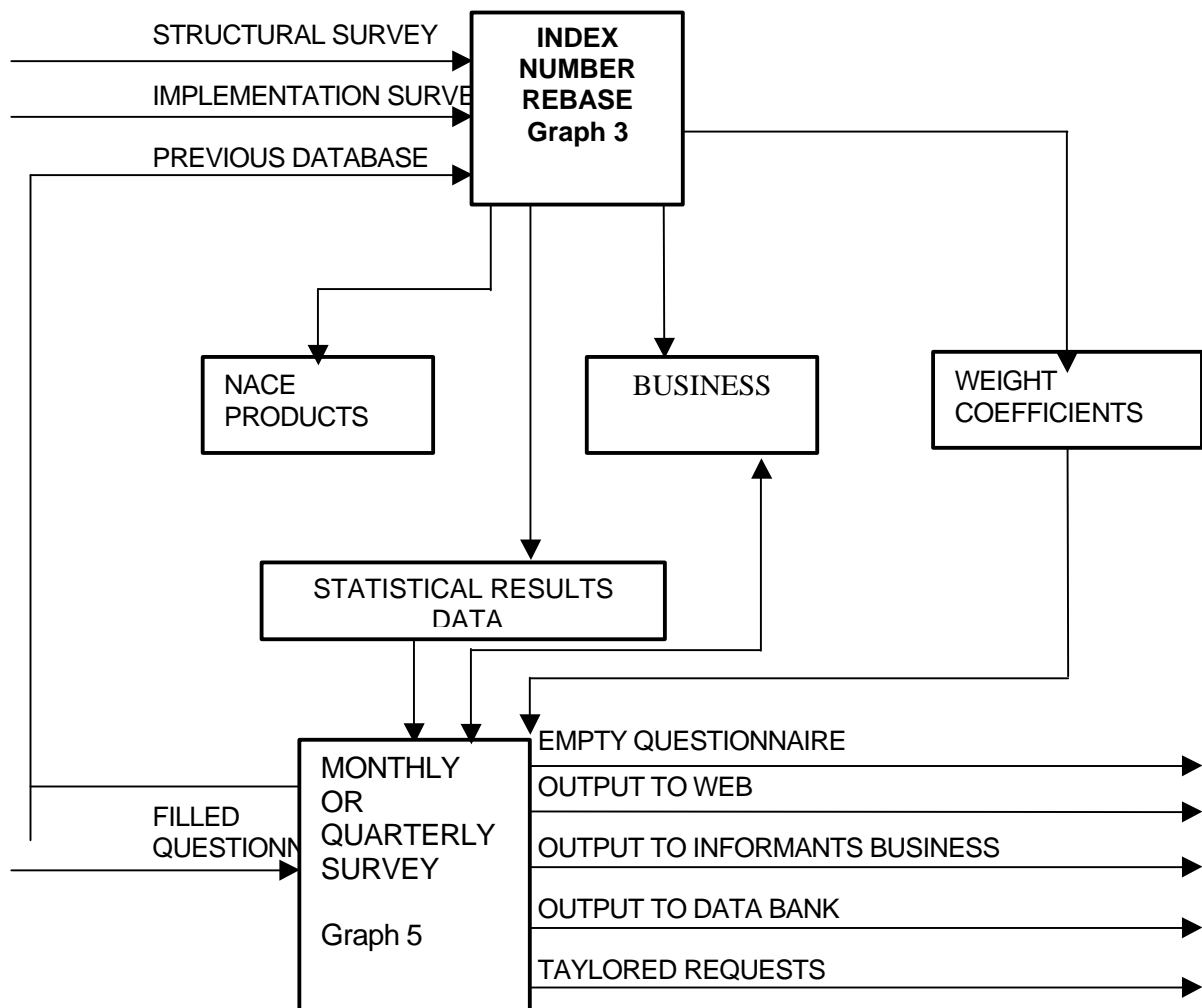 STRUCTURAL SURVEY
IMPLEMENTATION SURVE
PREVIOUS DATABASE
INDEX
NUMBER
REBASE
Graph 3
NACE
PRODUCTS
BUSINESS
WEIGHT
COEFFICIENTS
STATISTICAL RESULTS
DATA
FILLED
QUESTIONN
MONTHLY
OR
QUARTERLY
SURVEY
Graph 5
EMPTY QUESTIONNAIRE
OUTPUT TO WEB
OUTPUT TO INFORMANTS BUSINESS
OUTPUT TO DATA BANK
TAYLORED REQUESTS